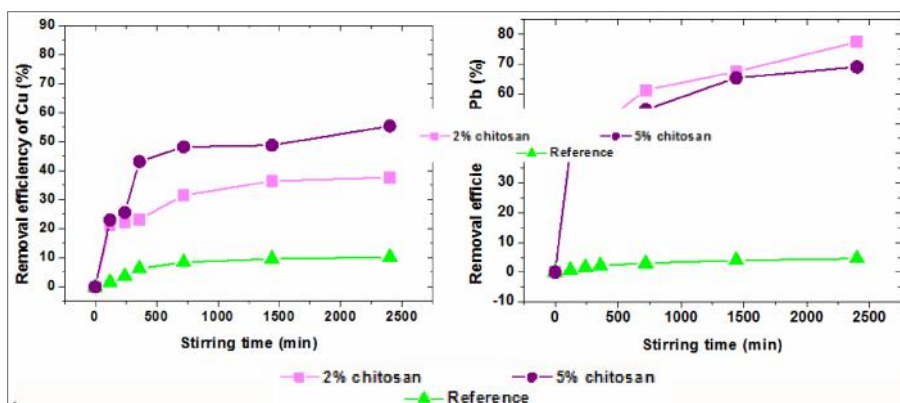 Removal efficiency of Cu (%)
90
80
70
60
50
40
30
20
10
0
0 500 1000 1500 2000 2500
Stirring time (min)
Removal efficie
Pb (%)
80
70
60
30
20
10
0
-10
0 500 1000 1500 2000 2500
Stirring time (min)
2% chitosan 5% chitosan
Reference
2% chitosan 5% chitosan
Reference